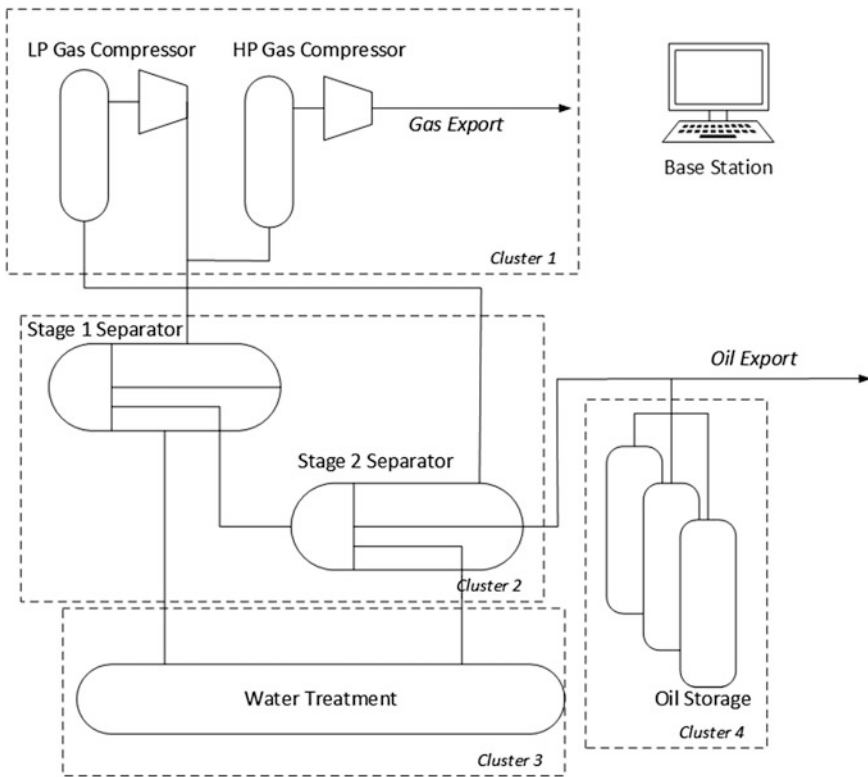 LP Gas Compressor
HP Gas Compressor
Gas Export
Base Station
Cluster 1
Stage 1 Separator
Oil Export
Stage 2 Separator
Cluster 2
Water Treatment
Oil Storage
Cluster 4
Cluster 3